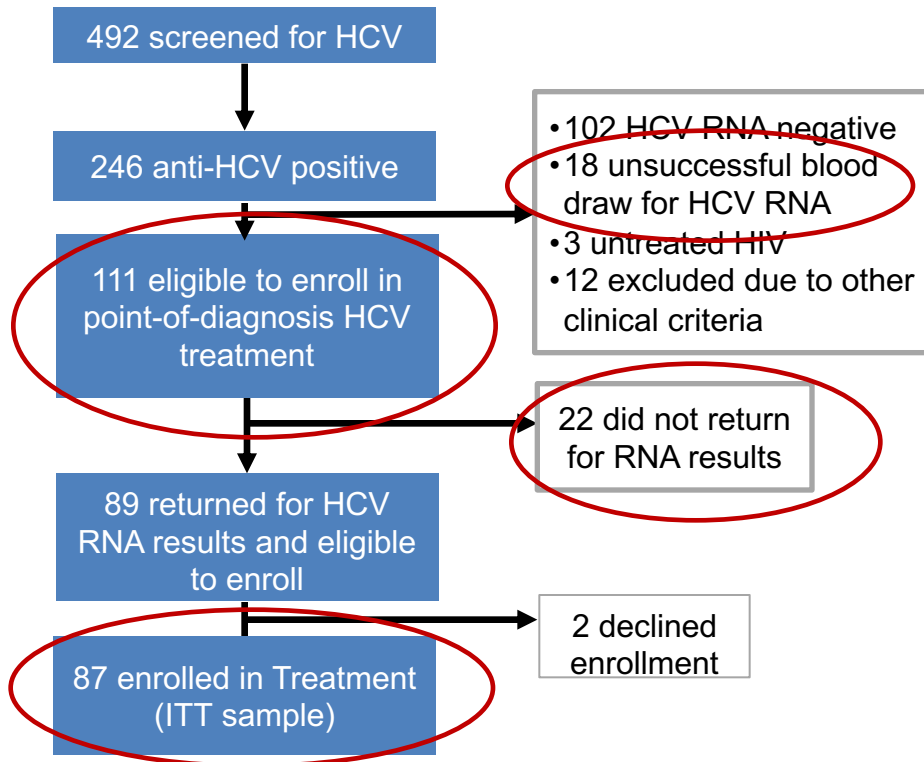 492 screened for HCV
246 anti-HCV positive
•102 HCV RNA negative
•18 unsuccessful blood
draw for HCV RNA
•3 untreated HIV
•12 excluded due to other
clinical criteria
111 eligible to enroll in
point-of-diagnosis HCV
treatment
22 did not return
for RNA results
89 returned for HCV
RNA results and eligible
to enroll
2 declined
enrollment
87 enrolled in Treatment
(ITT sample)